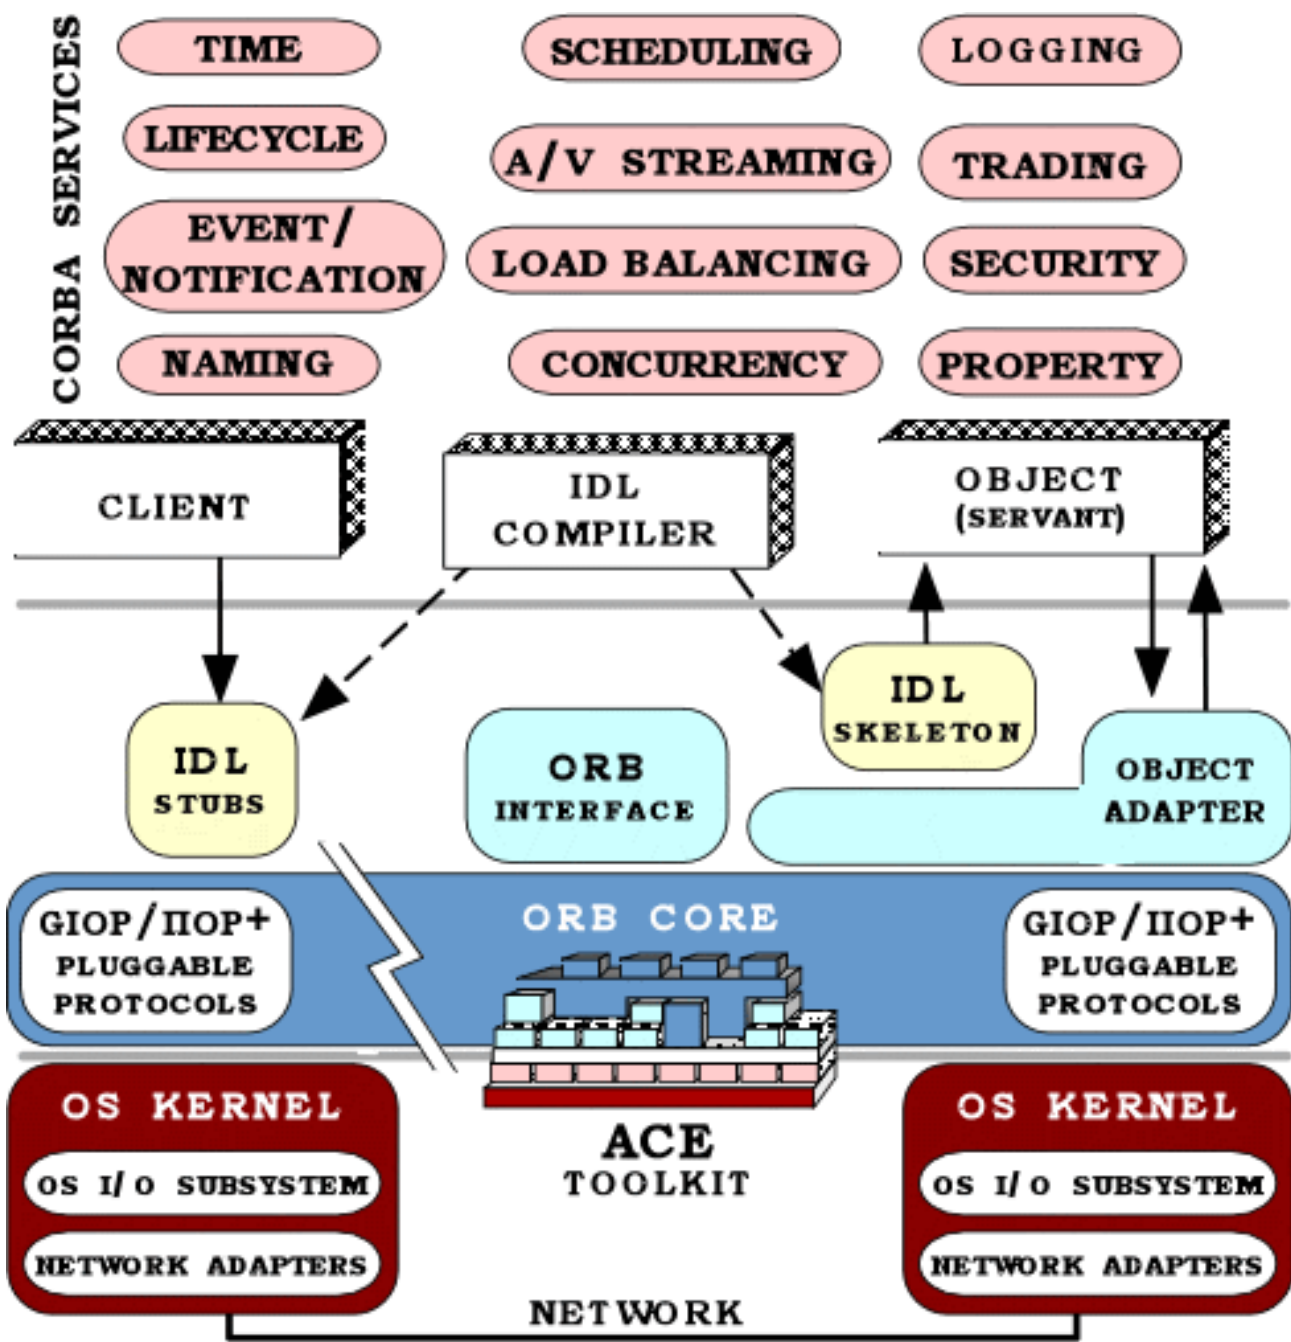 CORBA SERVICES
TIME
SCHEDULING
LOGGING
LIFECYCLE
A/V STREAMING
TRADING
EVENT/
NOTIFICATION
LOAD BALANCING
SECURITY
NAMING
CONCURRENCY
PROPERTY
CLIENT
IDL
COMPILER
OBJECT
(SERVANT)
IDL
STUBS
ORB
INTERFACE
IDL
SKELETON
OBJECT
ADAPTER
GIOP/IIOP+
PLUGGABLE
PROTOCOLS
ORB CORE
GIOP/IIOP+
PLUGGABLE
PROTOCOLS
OS KERNEL
OS I/O SUBSYSTEM
NETWORK ADAPTERS
ACE
TOOLKIT
OS KERNEL
OS I/O SUBSYSTEM
NETWORK ADAPTERS
NETWORK